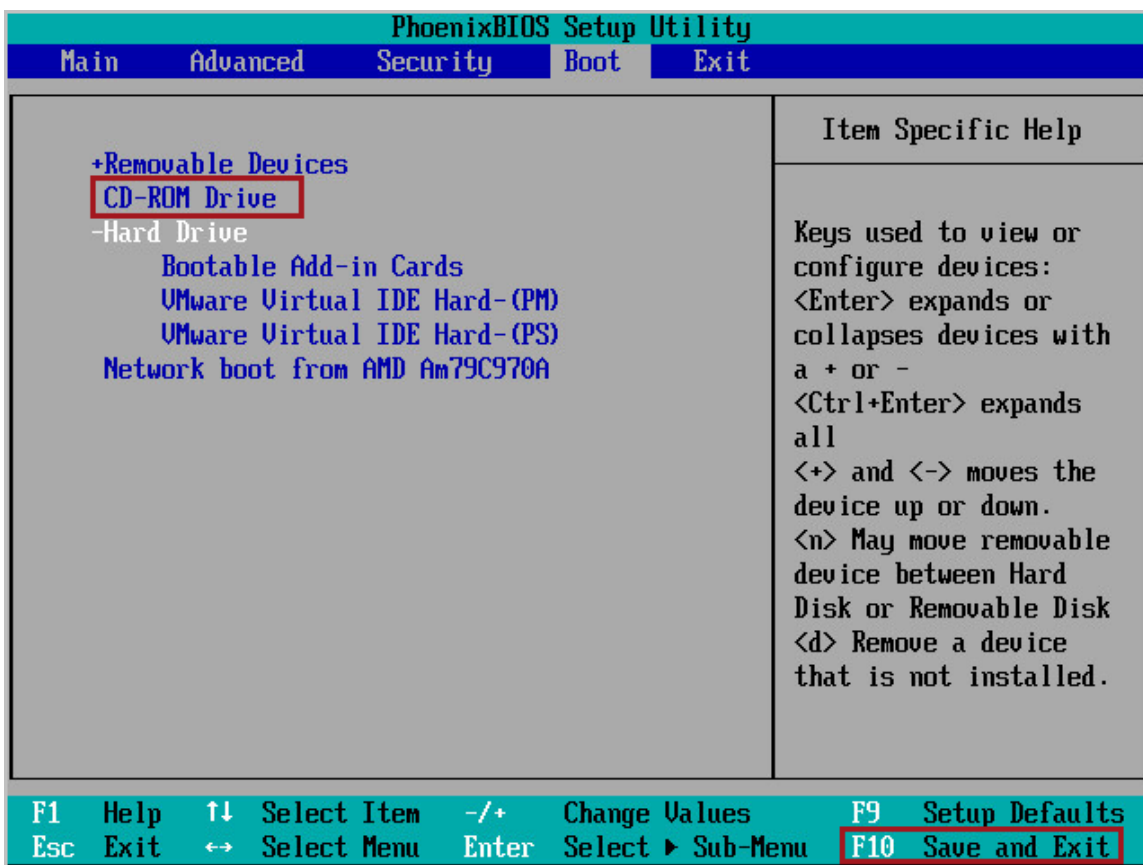 PhoenixBIOS Setup Utility
Main Advanced Security Boot Exit
+Removable Devices
CD-ROM Drive
-Hard Drive
Bootable Add-in Cards
VMware Virtual IDE Hard-(PM)
VMware Virtual IDE Hard-(PS)
Network boot from AMD Am79C970A
Item Specific Help
Keys used to view or
configure devices:
<Enter> expands or
collapses devices with
a + or -
<Ctrl+Enter> expands
all
<+> and <-> moves the
device up or down.
<n> May move removable
device between Hard
Disk or Removable Disk
<d> Remove a device
that is not installed.
F1 Help ↑↓ Select Item -/+ Change Values F9 Setup Defaults
Esc Exit ↔ Select Menu Enter Select ▶ Sub-Menu F10 Save and Exit